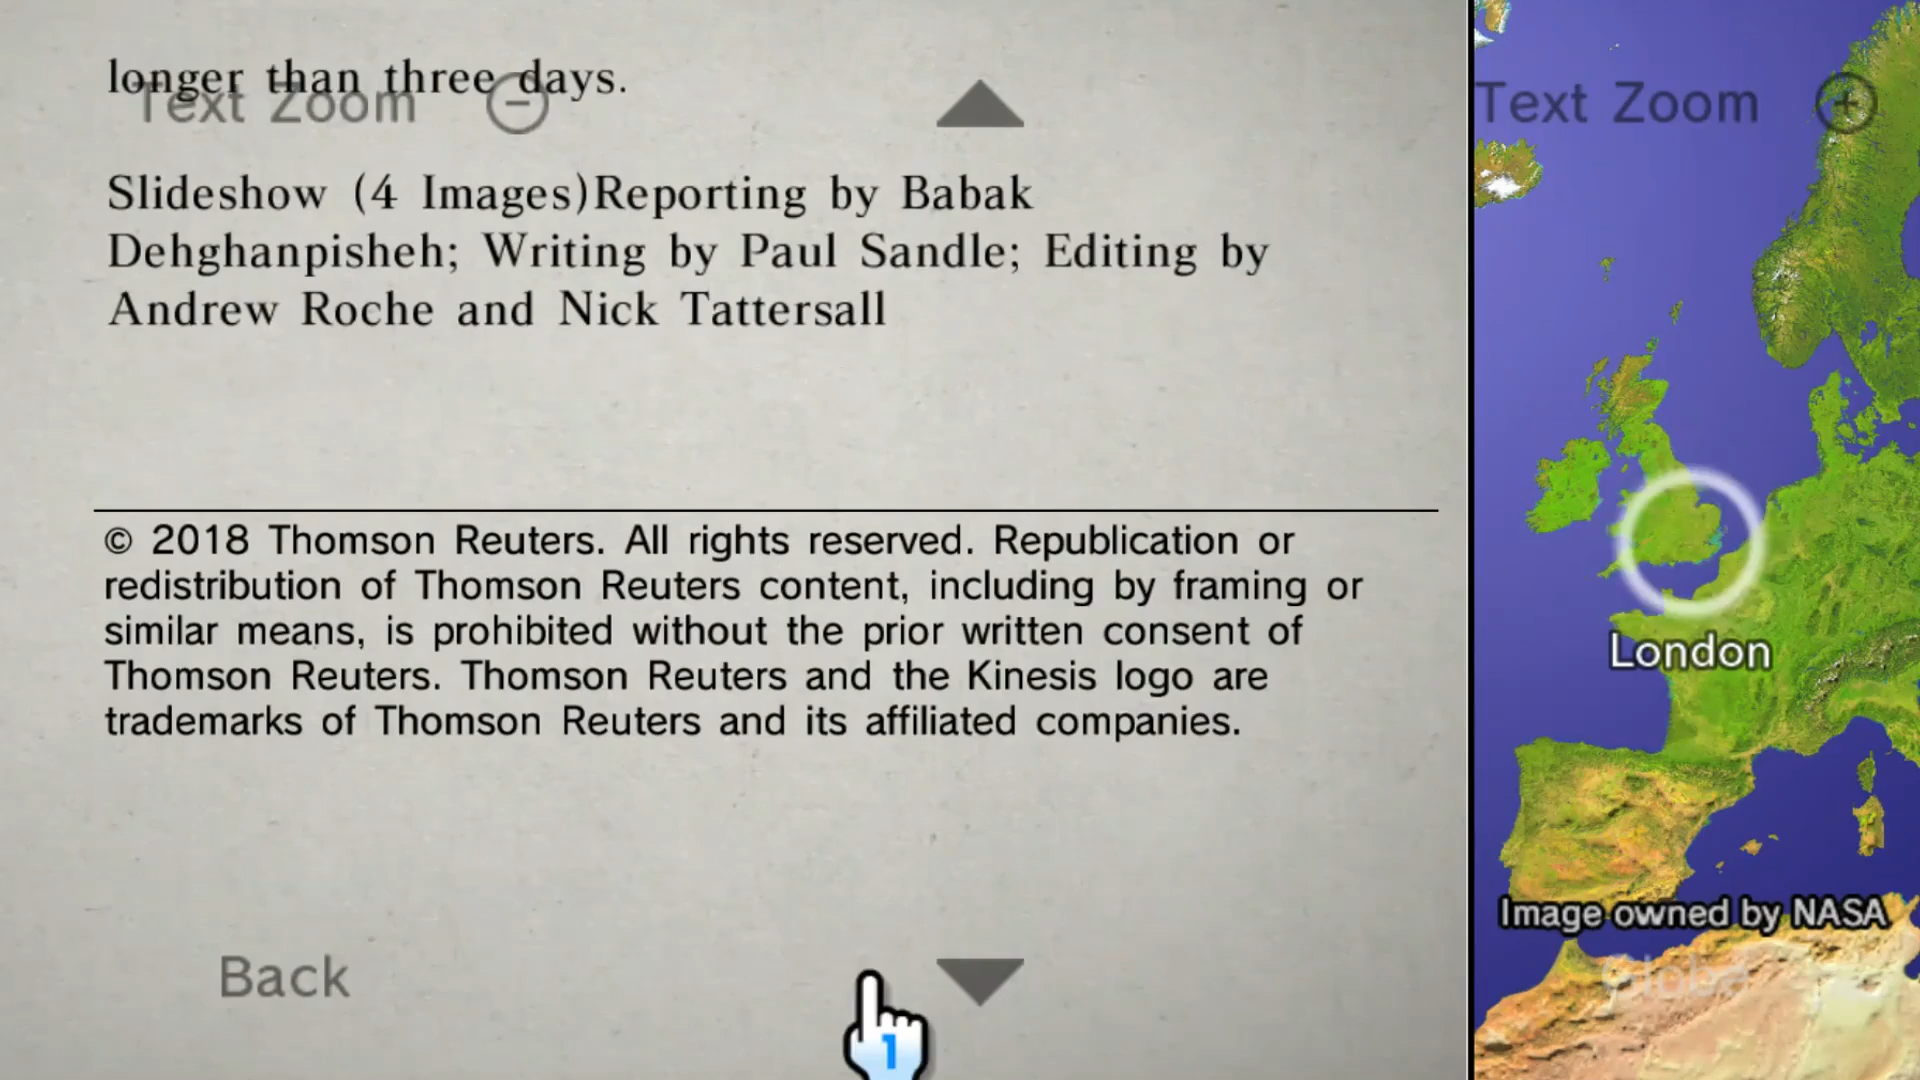 longer than three days.
Text Zoom −
Text Zoom +
Slideshow (4 Images)Reporting by Babak
Dehghanpisheh; Writing by Paul Sandle; Editing by
Andrew Roche and Nick Tattersall
© 2018 Thomson Reuters. All rights reserved. Republication or
redistribution of Thomson Reuters content, including by framing or
similar means, is prohibited without the prior written consent of
Thomson Reuters. Thomson Reuters and the Kinesis logo are
trademarks of Thomson Reuters and its affiliated companies.
London
Image owned by NASA
Back
Globe
1